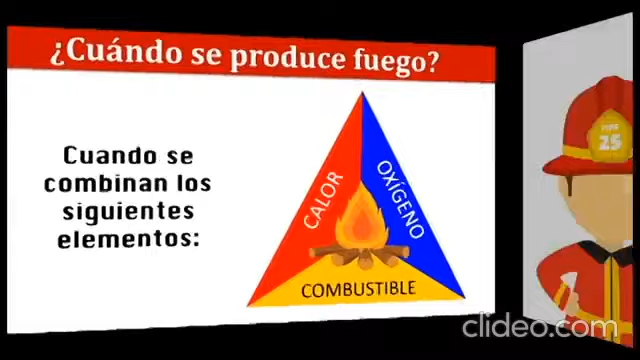 ¿Cuándo se produce fuego?
Cuando se
combinan los
siguientes
elementos:
CALOR
OXÍGENO
COMBUSTIBLE
25
clideo.com